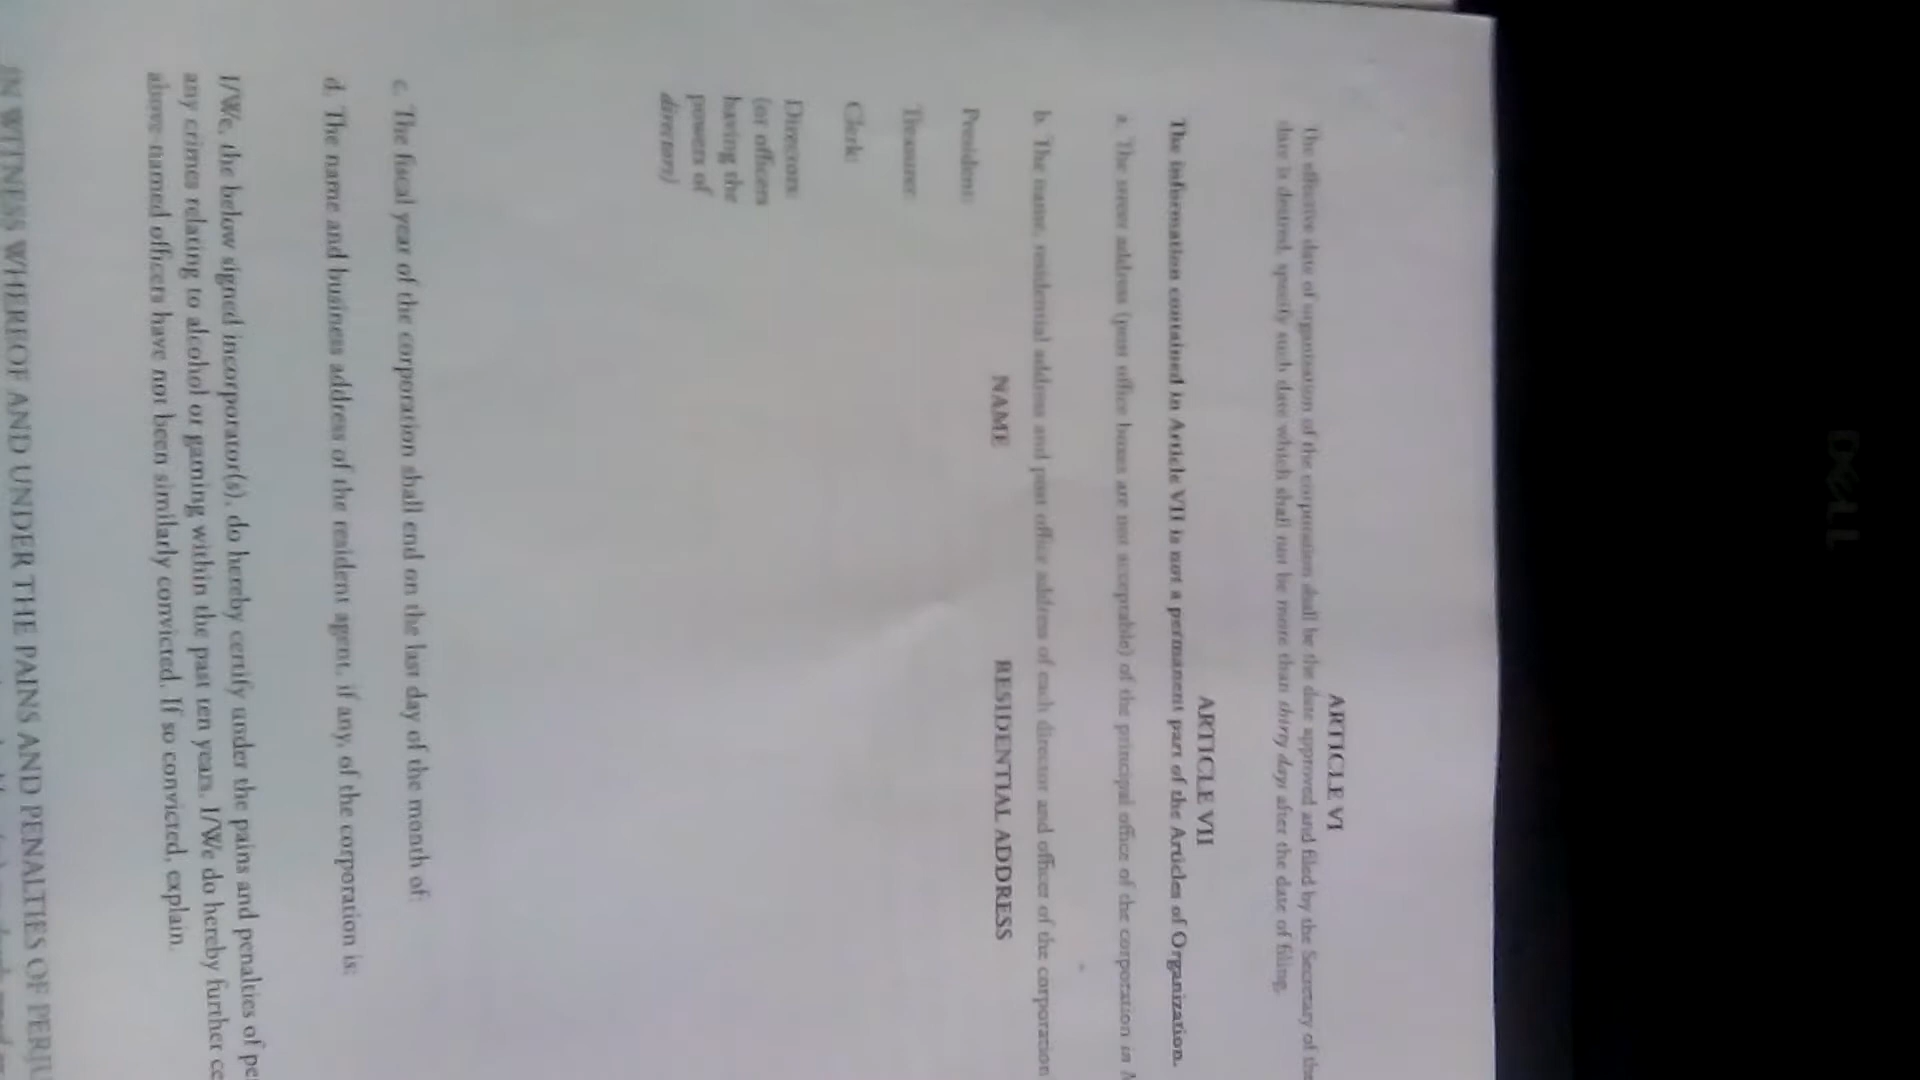 ARTICLE VI
The effective date of organization of the corporation shall be the date approved and filed by the Secretary of the
date is desired, specify such date which shall not be more than thirty days after the date of filing.
ARTICLE VII
The information contained in Article VII is not a permanent part of the Articles of Organization.
a. The street address (post office boxes are not acceptable) of the principal office of the corporation in
b. The name, residential address and post office address of each director and officer of the corporation
NAME RESIDENTIAL ADDRESS
President:
Treasurer:
Clerk:
Directors:
(or officers
having the
powers of
directors)
c. The fiscal year of the corporation shall end on the last day of the month of:
d. The name and business address of the resident agent, if any, of the corporation is:
I/We, the below signed incorporator(s), do hereby certify under the pains and penalties of pe
any crimes relating to alcohol or gaming within the past ten years. I/We do hereby further ce
above-named officers have not been similarly convicted. If so convicted, explain.
IN WITNESS WHEREOF AND UNDER THE PAINS AND PENALTIES OF PERJU
DELL